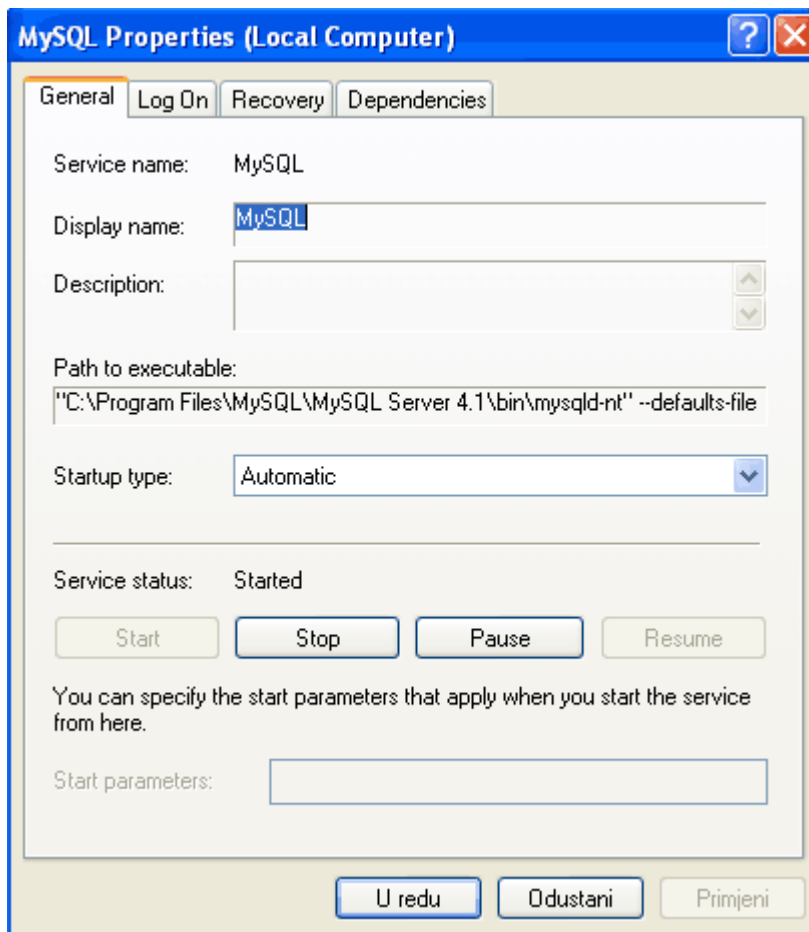 MySQL Properties (Local Computer)
General Log On Recovery Dependencies
Service name: MySQL
Display name: MySQL
Description:
Path to executable:
"C:\Program Files\MySQL\MySQL Server 4.1\bin\mysqld-nt" --defaults-file
Startup type: Automatic
Service status: Started
Start Stop Pause Resume
You can specify the start parameters that apply when you start the service
from here.
Start parameters:
U redu Odustani Primjeni